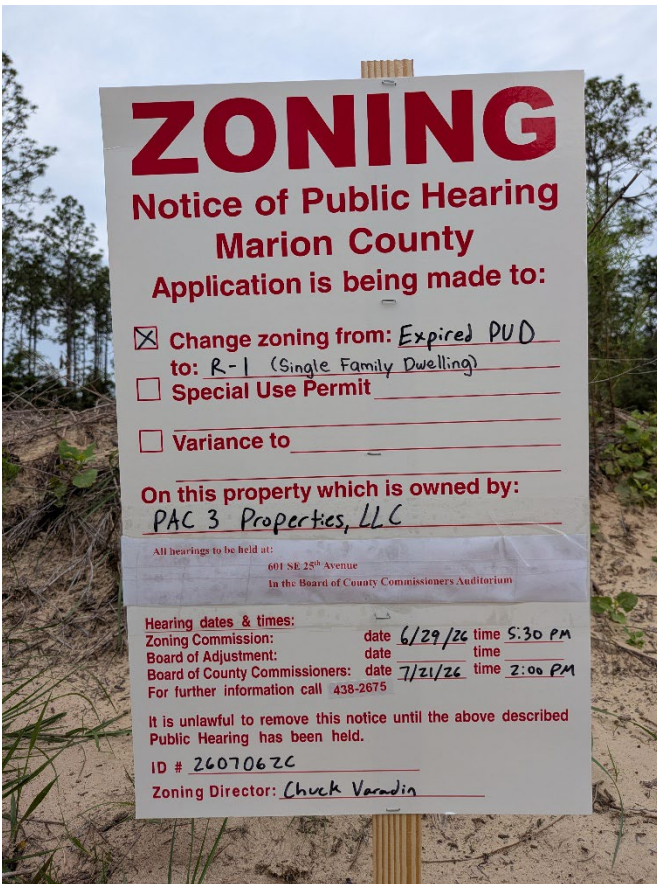 ZONING
Notice of Public Hearing
Marion County
Application is being made to:
Change zoning from: Expired PUD
to: R-1 (Single Family Dwelling)
Special Use Permit
Variance to
On this property which is owned by:
PAC 3 Properties, LLC
All hearings to be held at:
601 SE 25th Avenue
In the Board of County Commissioners Auditorium
Hearing dates & times:
Zoning Commission: date 6/29/26 time 5:30 PM
Board of Adjustment: date time
Board of County Commissioners: date 7/21/26 time 2:00 PM
For further information call 438-2675
It is unlawful to remove this notice until the above described
Public Hearing has been held.
ID # 260706ZC
Zoning Director: Chuck Varadin